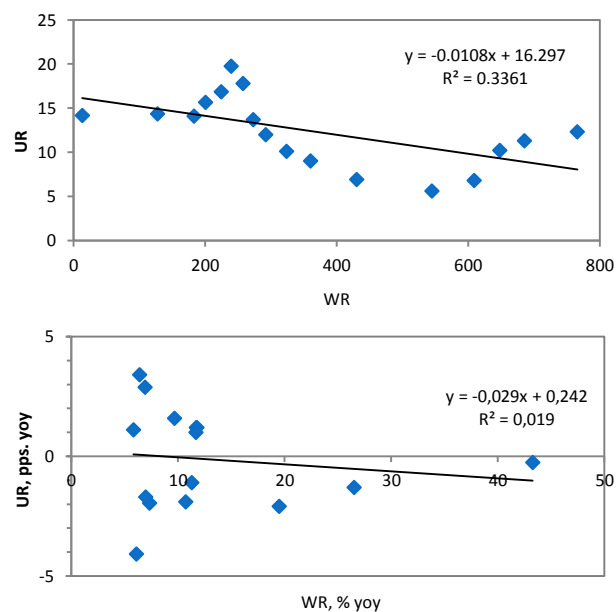 25
20
15
10
5
0
UR
y = -0.0108x + 16.297
R² = 0.3361
0 200 400 600 800
WR
5
0
-5
UR, pps. yoy
y = -0,029x + 0,242
R² = 0,019
0 10 20 30 40 50
WR, % yoy